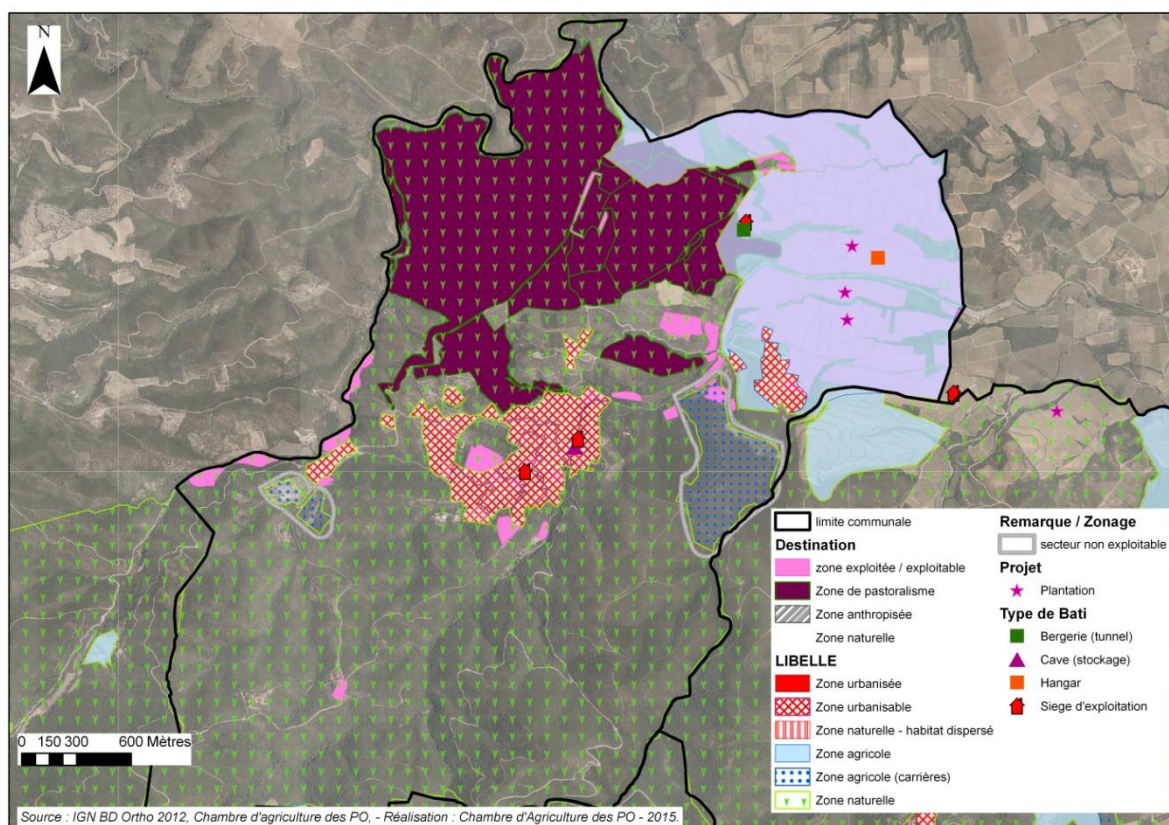 N
limite communale
Destination
zone exploitée / exploitable
Zone de pastoralisme
Zone anthropisée
Zone naturelle
LIBELLE
Zone urbanisée
Zone urbanisable
Zone naturelle - habitat dispersé
Zone agricole
Zone agricole (carrières)
Zone naturelle
Remarque / Zonage
secteur non exploitable
Projet
Plantation
Type de Bati
Bergerie (tunnel)
Cave (stockage)
Hangar
Siege d'exploitation
0 150 300 600 Mètres
Source : IGN BD Ortho 2012, Chambre d'agriculture des PO, - Réalisation : Chambre d'Agriculture des PO - 2015.